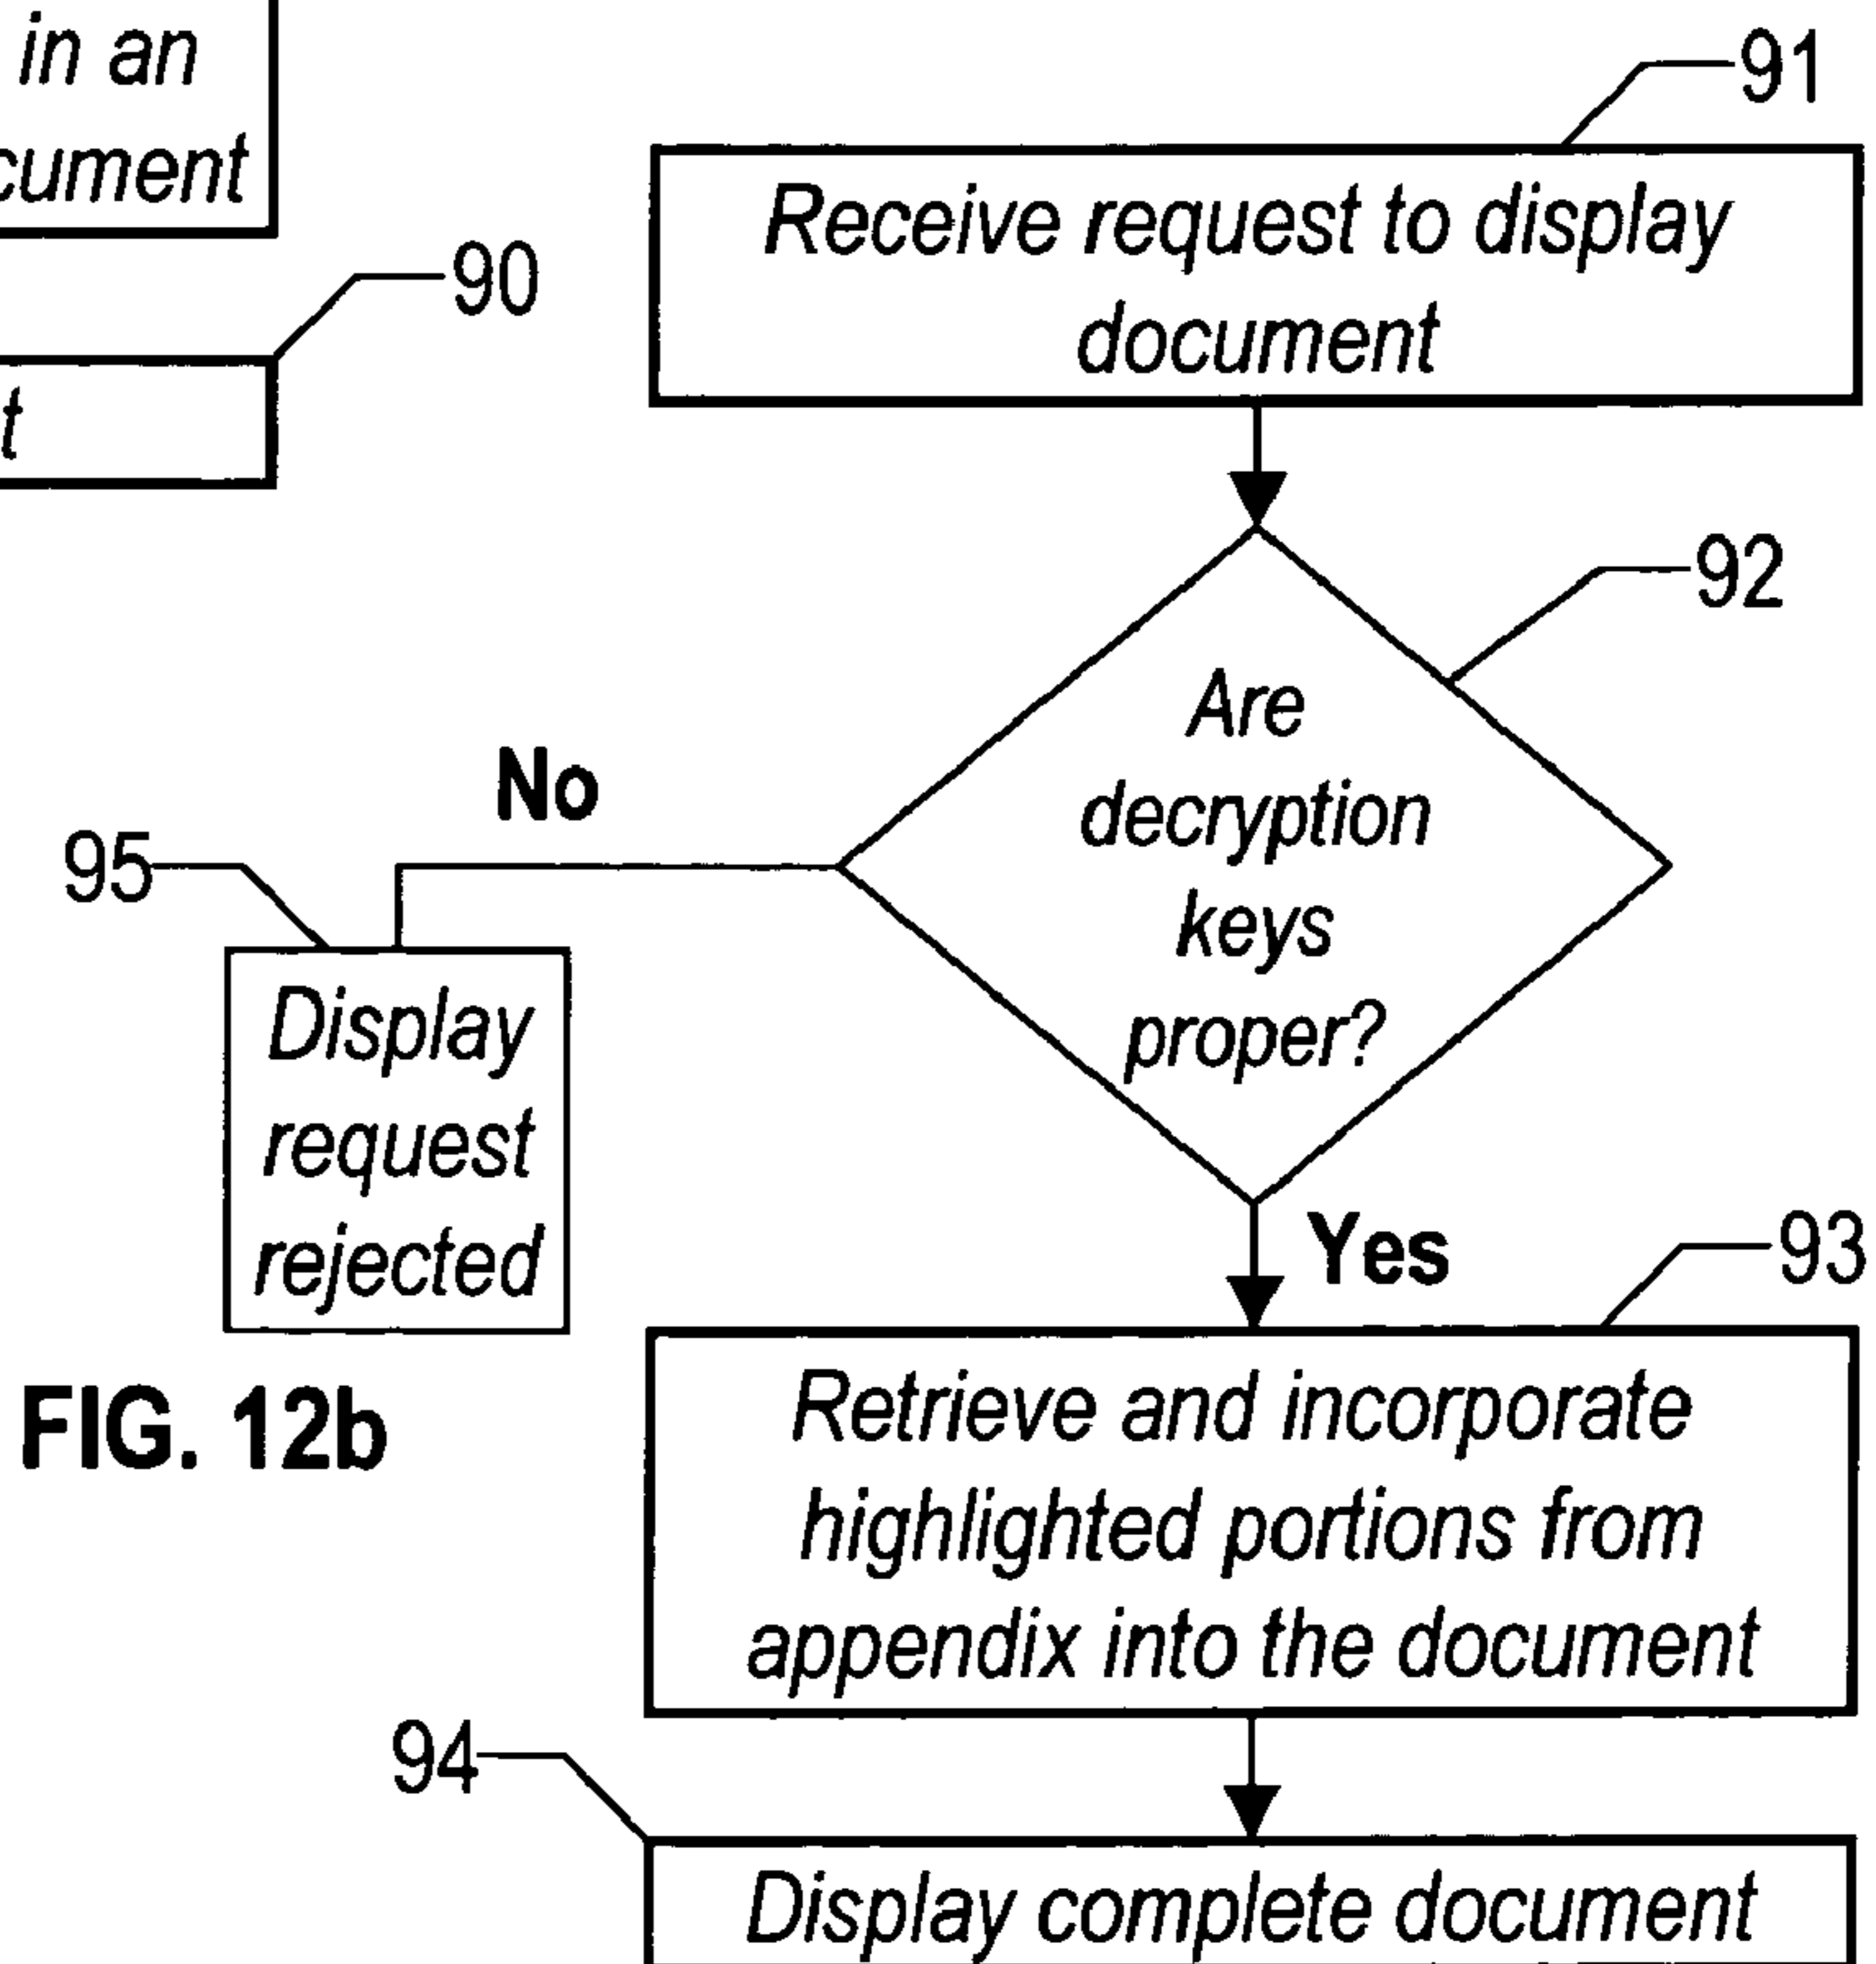 in an
90
91
Receive request to display
document
92
Are
decryption
keys
proper?
No
Yes
95
Display
request
rejected
93
Retrieve and incorporate
highlighted portions from
appendix into the document
94
Display complete document
FIG. 12b